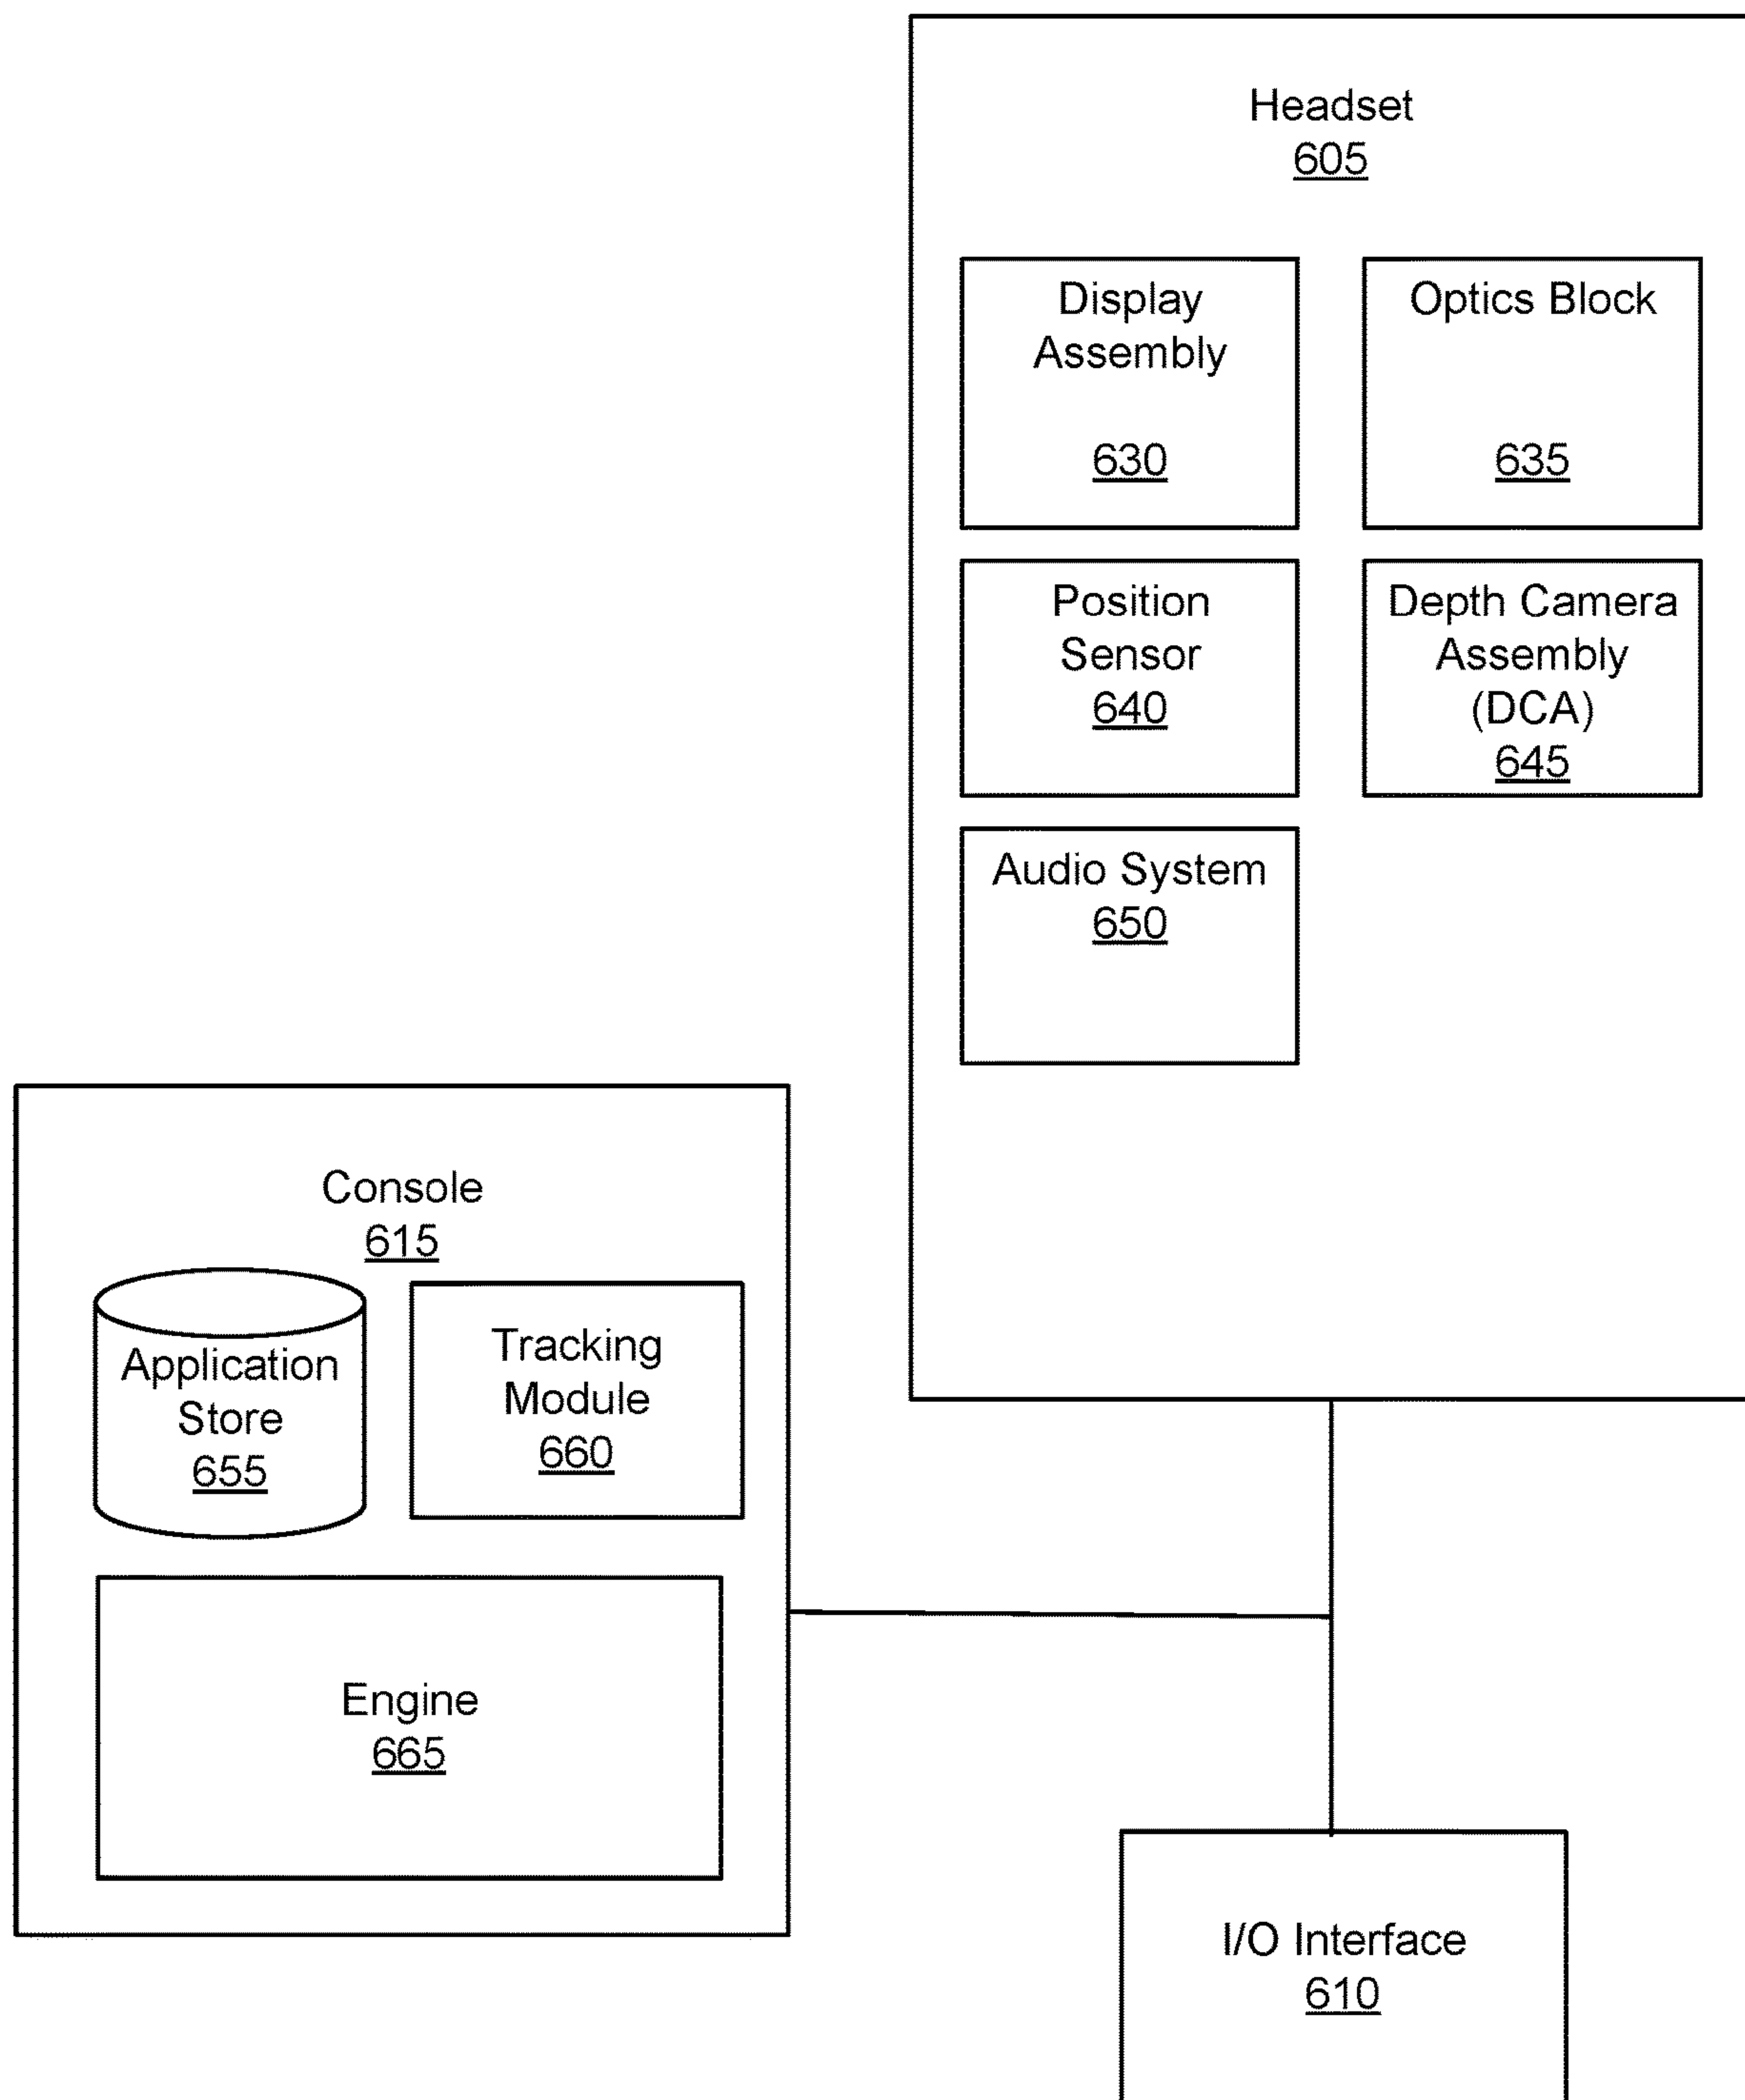 Headset
605
Display
Assembly
630
Optics Block
635
Position
Sensor
640
Depth Camera
Assembly
(DCA)
645
Audio System
650
Console
615
Application
Store
655
Tracking
Module
660
Engine
665
I/O Interface
610